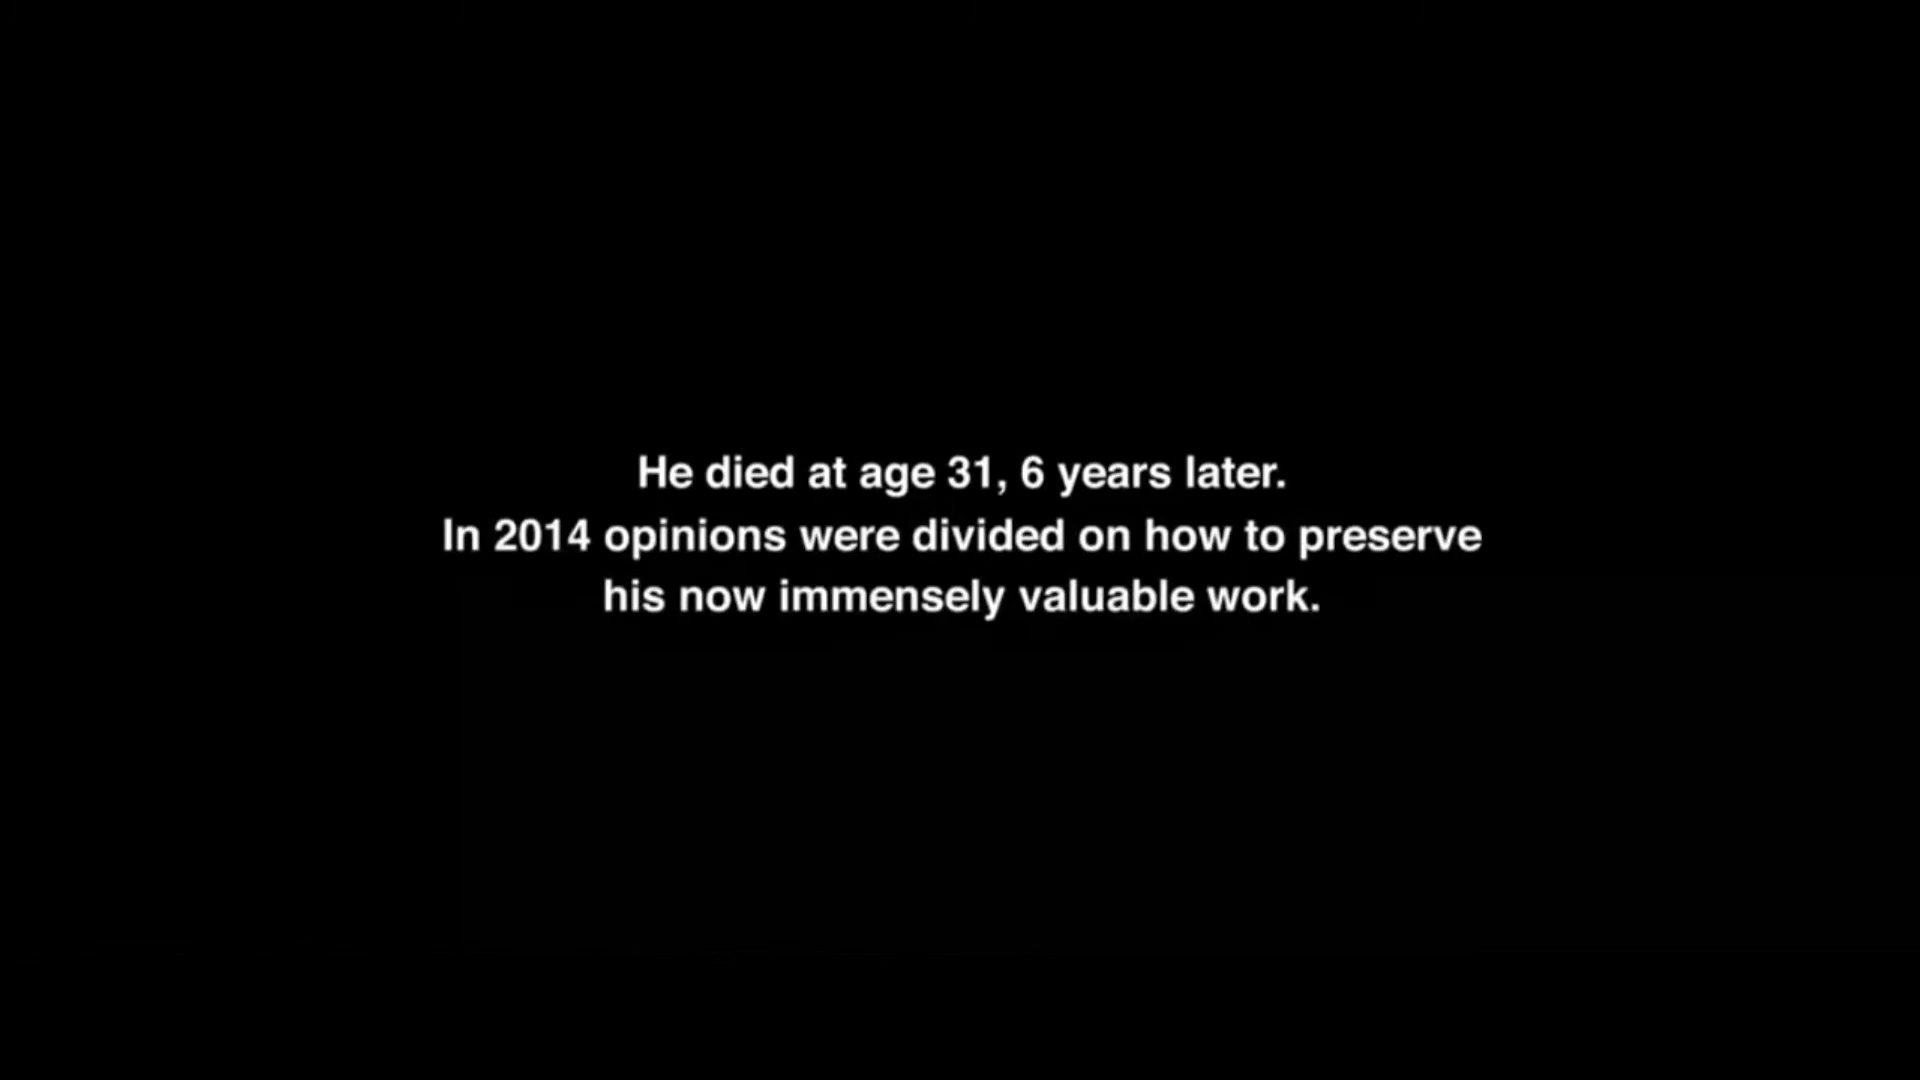 He died at age 31, 6 years later.
In 2014 opinions were divided on how to preserve
his now immensely valuable work.